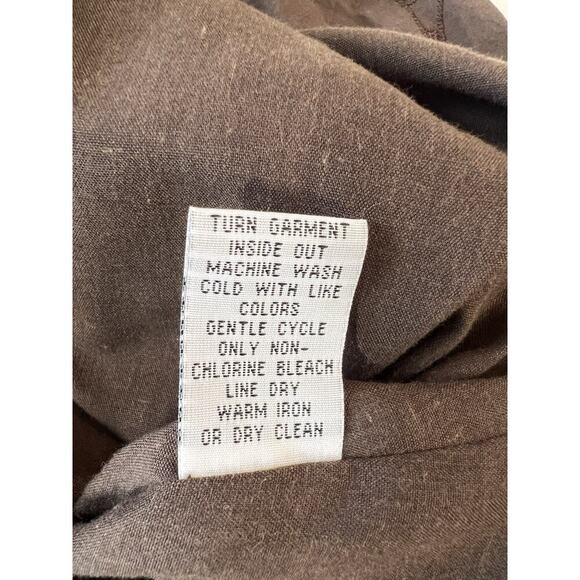 TURN GARMENT
INSIDE OUT
MACHINE WASH
COLD WITH LIKE
COLORS
GENTLE CYCLE
ONLY NON-
CHLORINE BLEACH
LINE DRY
WARM IRON
OR DRY CLEAN